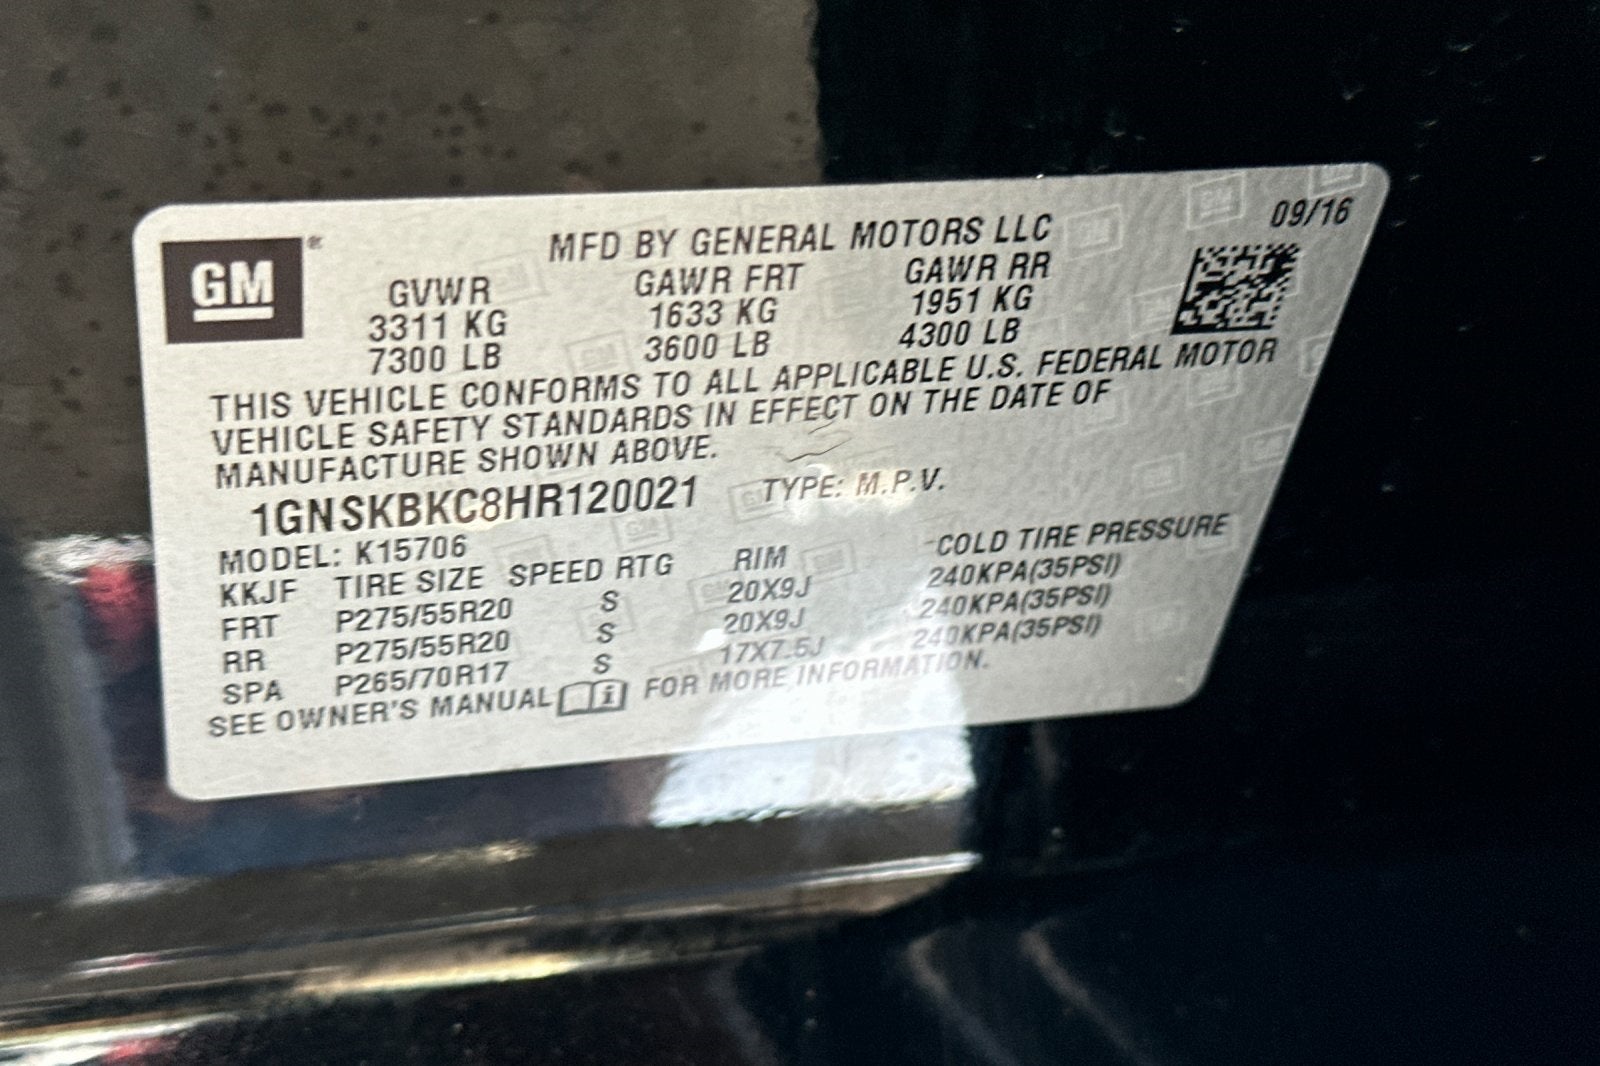 GM
09/16
MFD BY GENERAL MOTORS LLC
GVWR GAWR FRT GAWR RR
3311 KG 1633 KG 1951 KG
7300 LB 3600 LB 4300 LB
THIS VEHICLE CONFORMS TO ALL APPLICABLE U.S. FEDERAL MOTOR
VEHICLE SAFETY STANDARDS IN EFFECT ON THE DATE OF
MANUFACTURE SHOWN ABOVE.
1GNSKBKC8HR120021 TYPE: M.P.V.
MODEL: K15706
KKJF TIRE SIZE SPEED RTG RIM COLD TIRE PRESSURE
FRT P275/55R20 S 20X9J 240KPA(35PSI)
RR P275/55R20 S 20X9J 240KPA(35PSI)
SPA P265/70R17 S 17X7.5J 240KPA(35PSI)
SEE OWNER'S MANUAL FOR MORE INFORMATION.